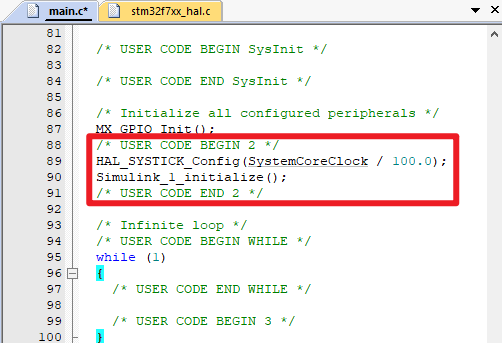 main.c* stm32f7xx_hal.c
81
82 /* USER CODE BEGIN SysInit */
83
84 /* USER CODE END SysInit */
85
86 /* Initialize all configured peripherals */
87 MX_GPIO_Init();
88 /* USER CODE BEGIN 2 */
89 HAL_SYSTICK_Config(SystemCoreClock / 100.0);
90 Simulink_1_initialize();
91 /* USER CODE END 2 */
92
93 /* Infinite loop */
94 /* USER CODE BEGIN WHILE */
95 while (1)
96 {
97 /* USER CODE END WHILE */
98
99 /* USER CODE BEGIN 3 */
100 }